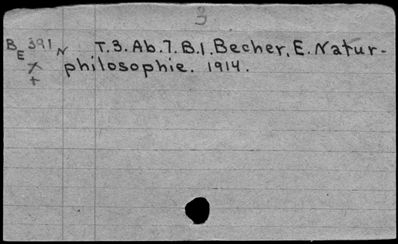 3
BE 391 N T.3. Ab.7. B.1. Becher, E. Natur-
philosophie. 1914.